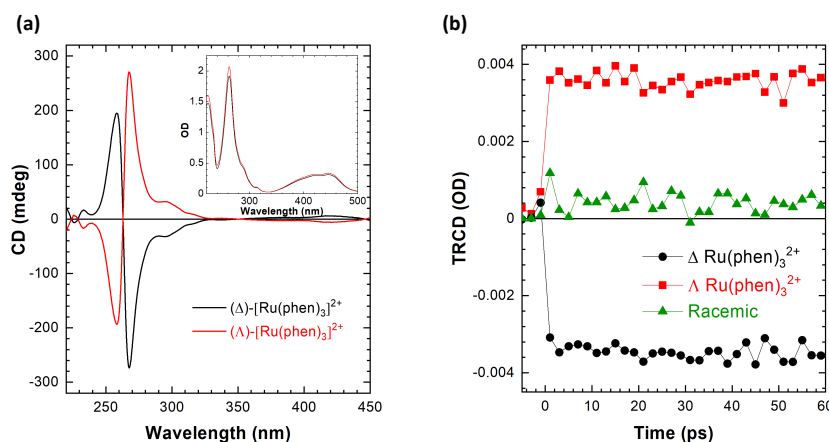 (a)
CD (mdeg)
300
200
100
0
-100
-200
-300
250
300
350
400
450
Wavelength (nm)
OD
2
1.5
1
0.5
0
200
300
400
500
Wavelength (nm)
(Δ)-[Ru(phen)₃]²⁺
(Λ)-[Ru(phen)₃]²⁺
(b)
TRCD (OD)
0.004
0.002
0
-0.002
-0.004
0
10
20
30
40
50
60
Time (ps)
Δ Ru(phen)₃²⁺
Λ Ru(phen)₃²⁺
Racemic